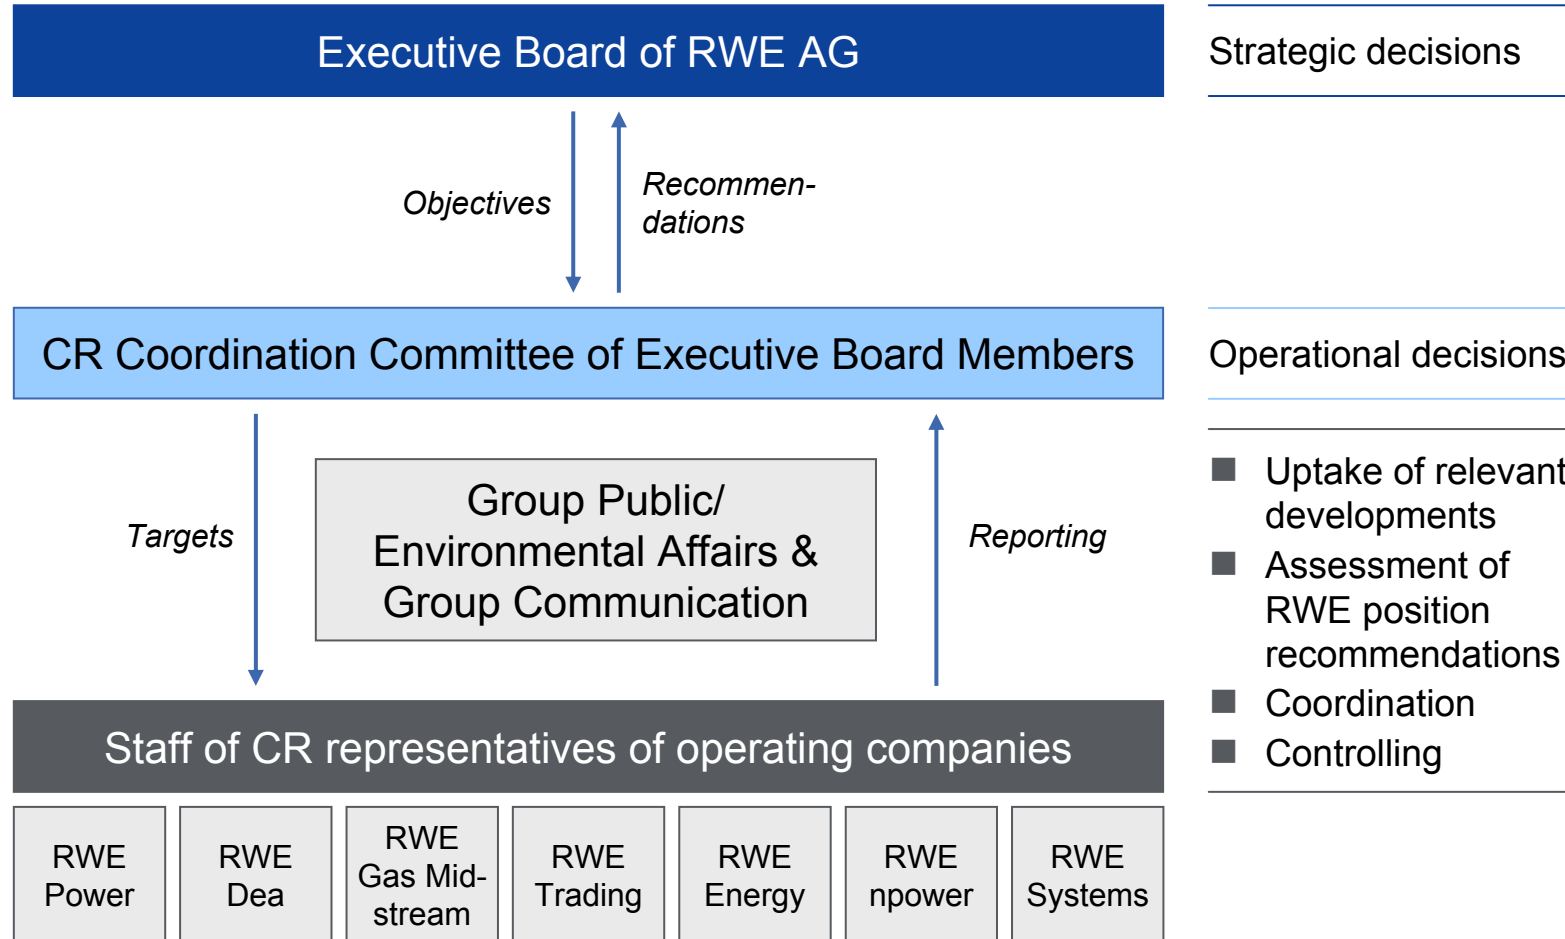 Executive Board of RWE AG
Strategic decisions
Objectives
Recommen-
dations
CR Coordination Committee of Executive Board Members
Operational decisions
Targets
Group Public/
Environmental Affairs &
Group Communication
Reporting
Uptake of relevant
developments
Assessment of
RWE position
recommendations
Coordination
Controlling
Staff of CR representatives of operating companies
RWE
Power
RWE
Dea
RWE
Gas Mid-
stream
RWE
Trading
RWE
Energy
RWE
npower
RWE
Systems